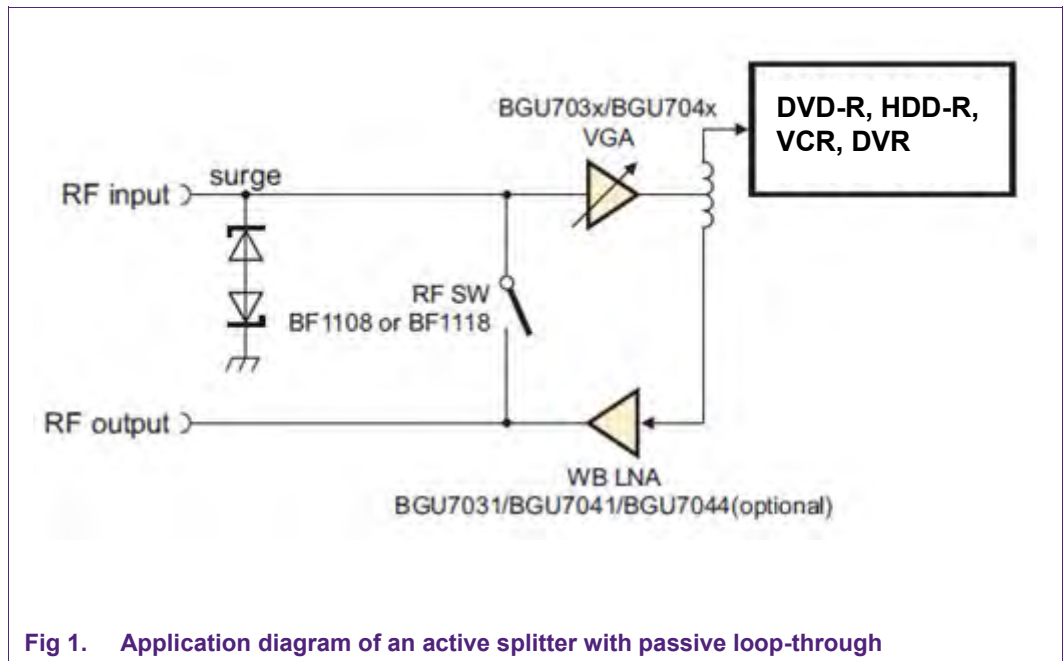 BGU703x/BGU704x
VGA
DVD-R, HDD-R,
VCR, DVR
surge
RF input
RF SW
BF1108 or BF1118
RF output
WB LNA
BGU7031/BGU7041/BGU7044(optional)
Fig 1. Application diagram of an active splitter with passive loop-through